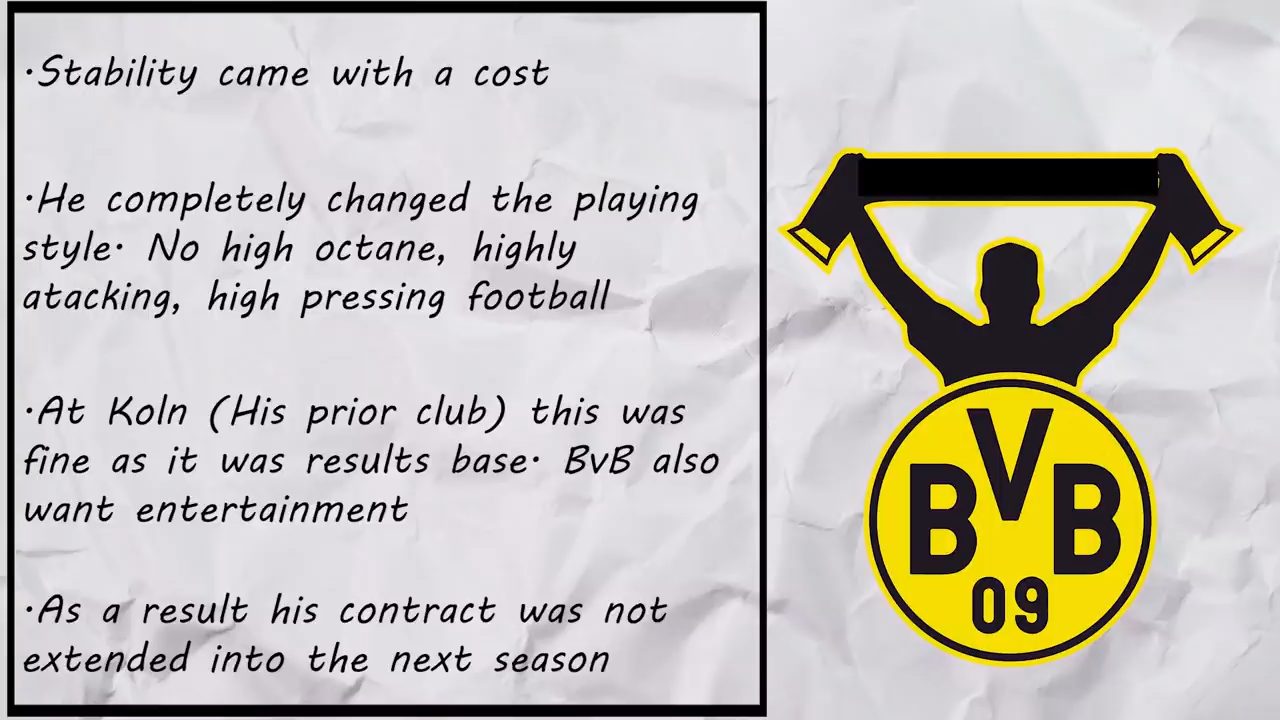 ·Stability came with a cost
·He completely changed the playing
style· No high octane, highly
atacking, high pressing football
·At Koln (His prior club) this was
fine as it was results base· BvB also
want entertainment
·As a result his contract was not
extended into the next season
BVB
09